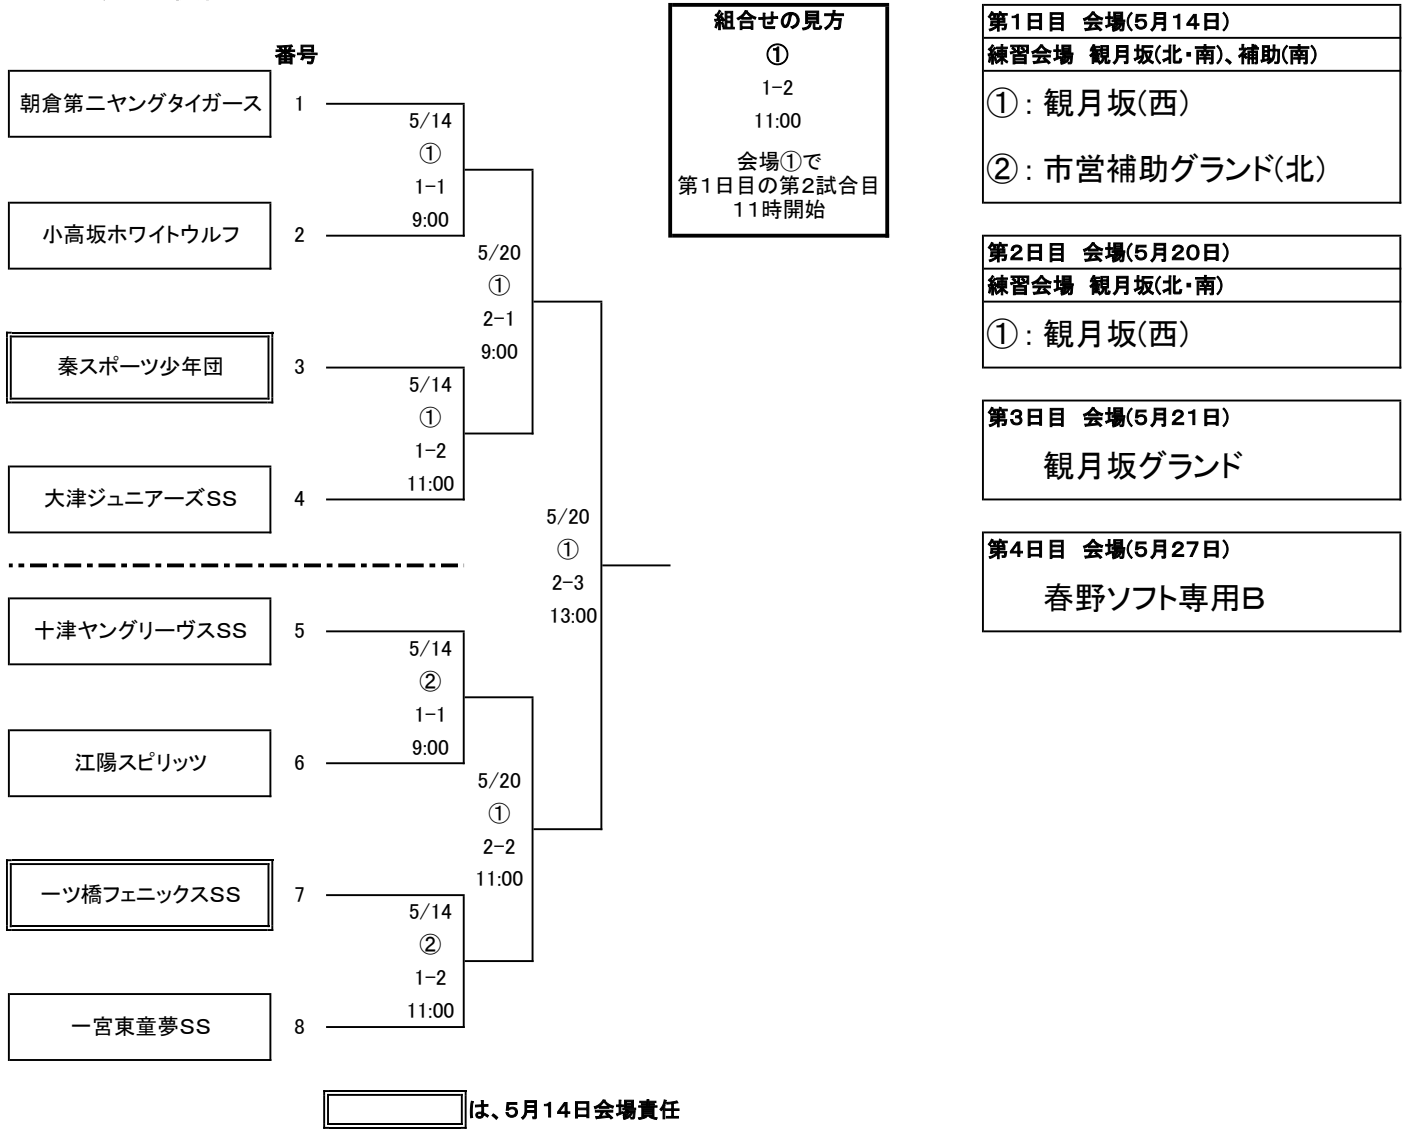 番号
朝倉第二ヤングタイガース 1
5/14
①
1-1
9:00
小高坂ホワイトウルフ 2
5/20
①
2-1
9:00
秦スポーツ少年団 3
5/14
①
1-2
11:00
大津ジュニアーズSS 4
5/20
①
2-3
13:00
十津ヤングリーヴスSS 5
5/14
②
1-1
9:00
江陽スピリッツ 6
5/20
①
2-2
11:00
一ツ橋フェニックスSS 7
5/14
②
1-2
11:00
一宮東童夢SS 8
は、5月14日会場責任
組合せの見方
①
1-2
11:00
会場①で
第1日目の第2試合目
11時開始
第1日目 会場(5月14日)
練習会場 観月坂(北・南)、補助(南)
①：観月坂(西)
②：市営補助グランド(北)
第2日目 会場(5月20日)
練習会場 観月坂(北・南)
①：観月坂(西)
第3日目 会場(5月21日)
観月坂グランド
第4日目 会場(5月27日)
春野ソフト専用B